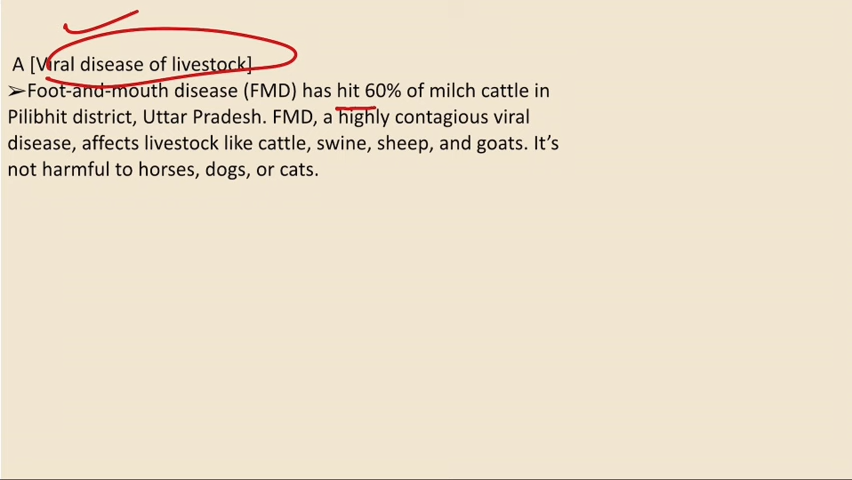 A [Viral disease of livestock]
➢Foot-and-mouth disease (FMD) has hit 60% of milch cattle in
Pilibhit district, Uttar Pradesh. FMD, a highly contagious viral
disease, affects livestock like cattle, swine, sheep, and goats. It’s
not harmful to horses, dogs, or cats.